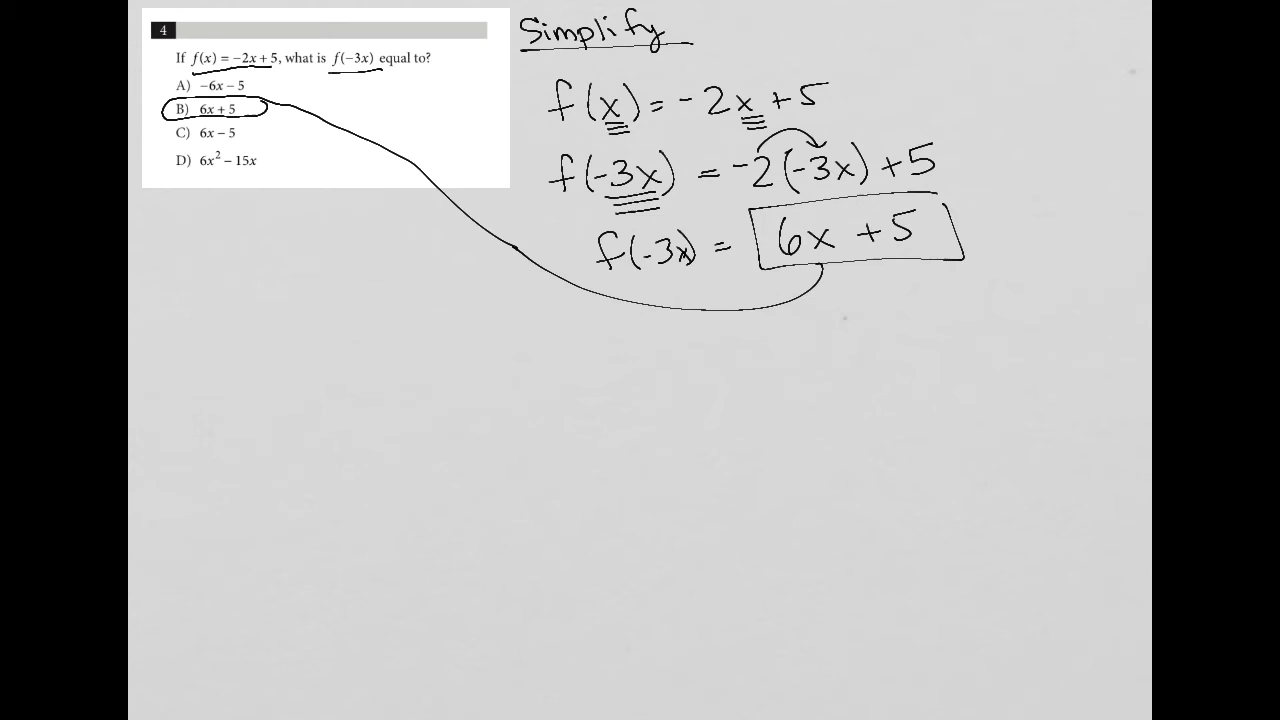 4
If f(x) = −2x + 5, what is f(−3x) equal to?
A) −6x − 5
B) 6x + 5
C) 6x − 5
D) 6x² − 15x
Simplify
f(x) = -2x + 5
f(-3x) = -2(-3x) + 5
f(-3x) = 6x + 5